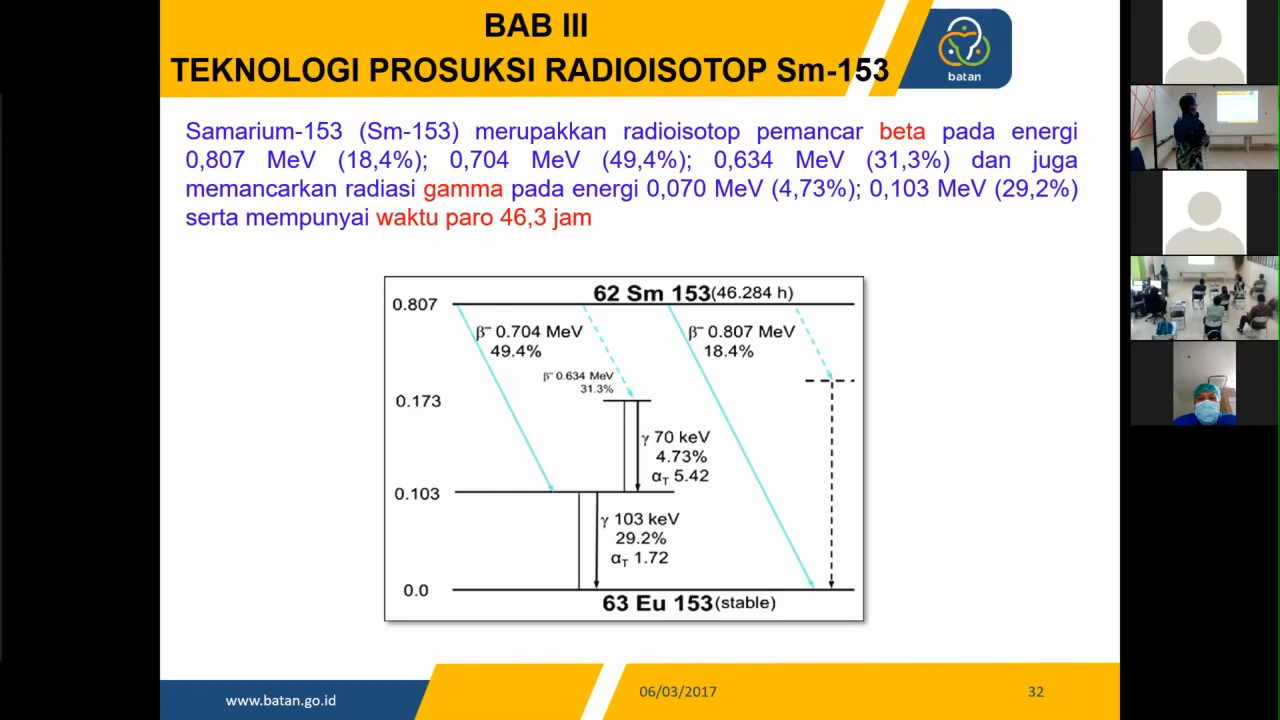 BAB III
TEKNOLOGI PROSUKSI RADIOISOTOP Sm-153
batan
Samarium-153 (Sm-153) merupakkan radioisotop pemancar beta pada energi
0,807 MeV (18,4%); 0,704 MeV (49,4%); 0,634 MeV (31,3%) dan juga
memancarkan radiasi gamma pada energi 0,070 MeV (4,73%); 0,103 MeV (29,2%)
serta mempunyai waktu paro 46,3 jam
62 Sm 153(46.284 h)
0.807
β⁻ 0.704 MeV
49.4%
β⁻ 0.807 MeV
18.4%
β⁻ 0.634 MeV
31.3%
0.173
γ 70 keV
4.73%
αT 5.42
0.103
γ 103 keV
29.2%
αT 1.72
0.0
63 Eu 153(stable)
www.batan.go.id
06/03/2017
32